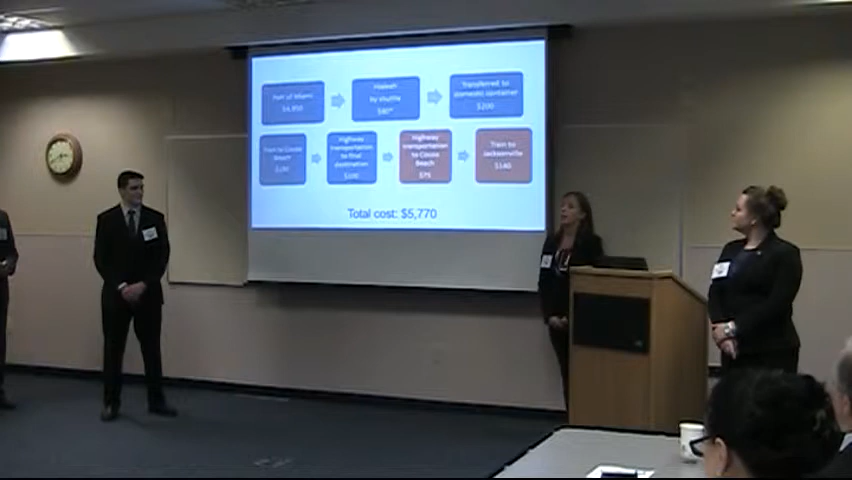 Port of Miami
$4,950
Hialeah
by shuttle
Transferred to
domestic container
$200
Train to Cocoa
Beach
Highway
transportation
to final
destination
$100
Highway
transportation
to Cocoa
Beach
$75
Train to
Jacksonville
$140
Total cost: $5,770